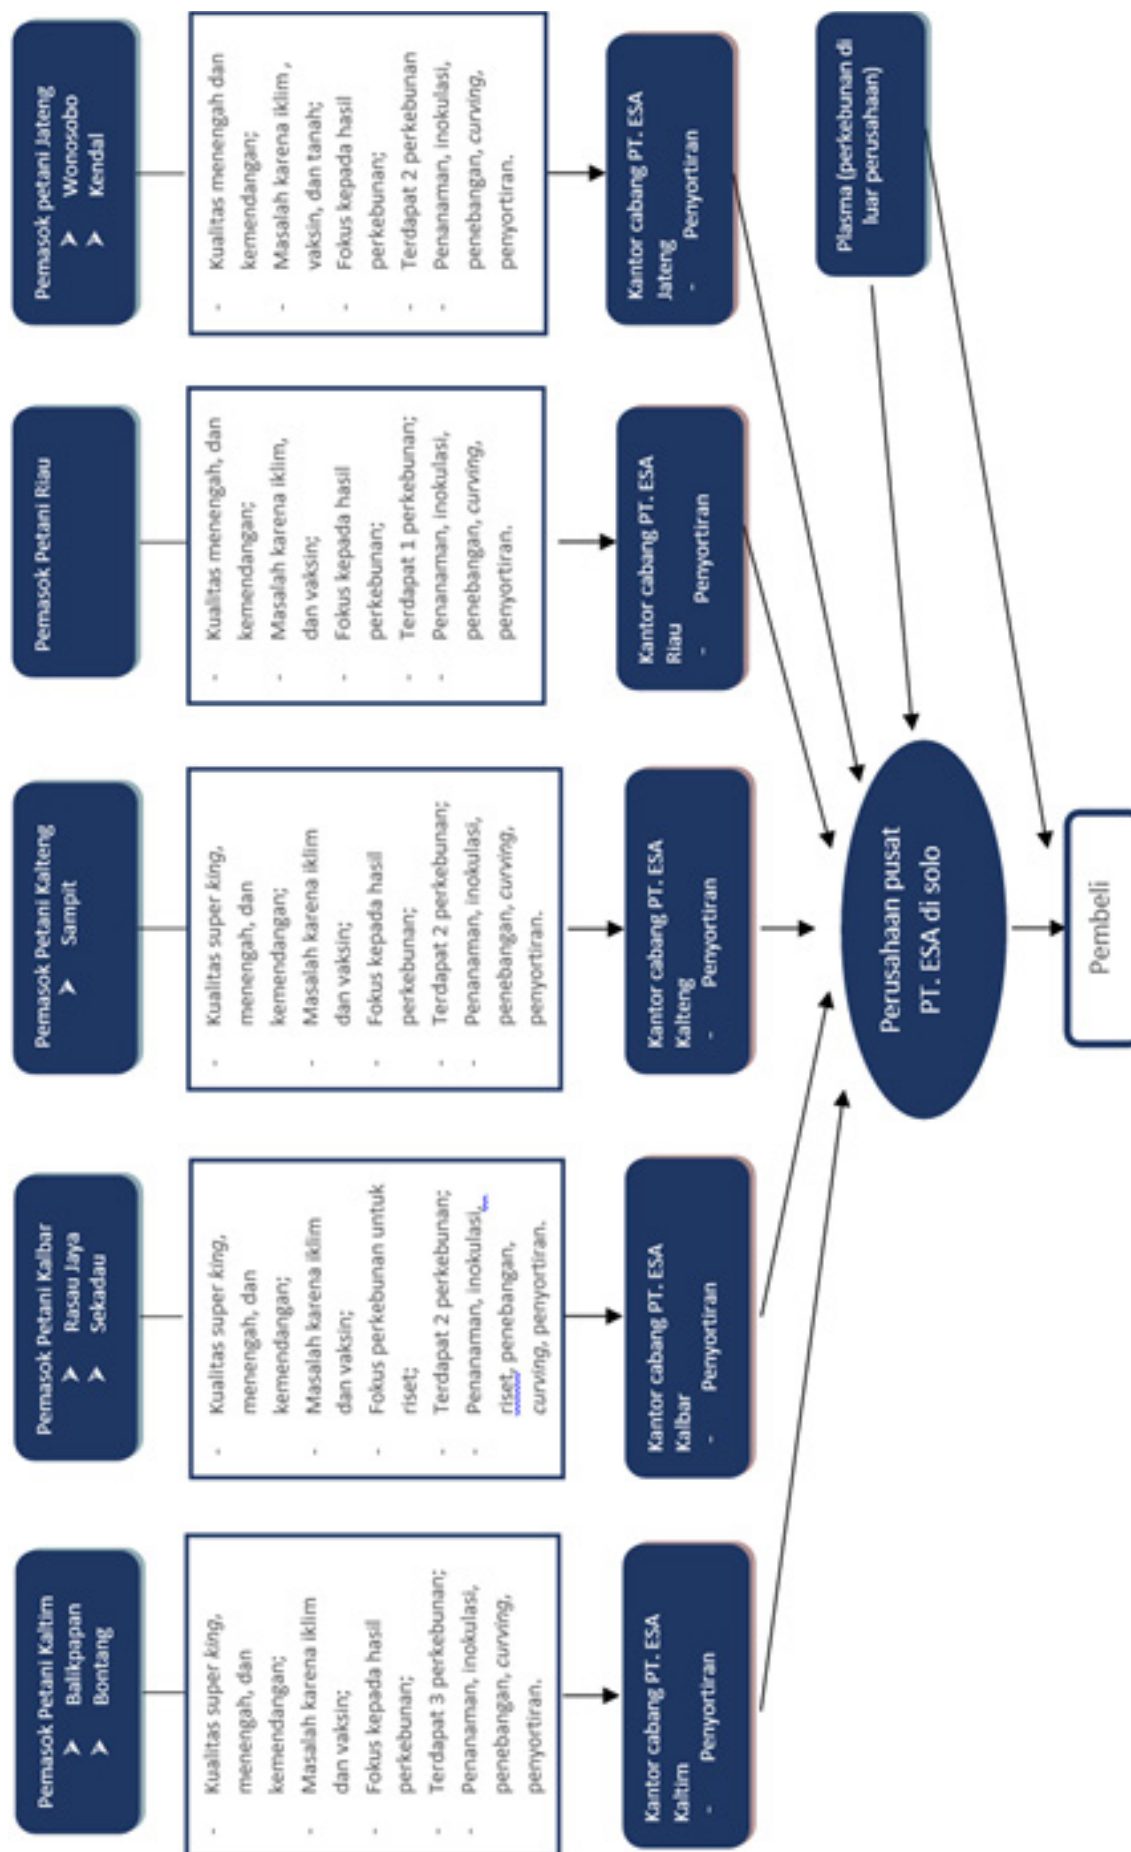 Pemasok Petani Kaltim
➤ Balikpapan
➤ Bontang
- Kualitas super king,
menengah, dan
kemendangan;
- Masalah karena iklim
dan vaksin;
- Fokus kepada hasil
perkebunan;
- Terdapat 3 perkebunan;
- Penanaman, inokulasi,
penebangan, curving,
penyortiran.
Kantor cabang PT. ESA
Kaltim
- Penyortiran
Pemasok Petani Kalbar
➤ Rasau Jaya
➤ Sekadau
- Kualitas super king,
menengah, dan
kemendangan;
- Masalah karena iklim
dan vaksin;
- Fokus perkebunan untuk
riset;
- Terdapat 2 perkebunan;
- Penanaman, inokulasi,
riset, penebangan,
curving, penyortiran.
Kantor cabang PT. ESA
Kalbar
- Penyortiran
Pemasok Petani Kalteng
➤ Sampit
- Kualitas super king,
menengah, dan
kemendangan;
- Masalah karena iklim
dan vaksin;
- Fokus kepada hasil
perkebunan;
- Terdapat 2 perkebunan;
- Penanaman, inokulasi,
penebangan, curving,
penyortiran.
Kantor cabang PT. ESA
Kalteng
- Penyortiran
Pemasok Petani Riau
- Kualitas menengah, dan
kemendangan;
- Masalah karena iklim,
dan vaksin;
- Fokus kepada hasil
perkebunan;
- Terdapat 1 perkebunan;
- Penanaman, inokulasi,
penebangan, curving,
penyortiran.
Kantor cabang PT. ESA
Riau
- Penyortiran
Pemasok petani Jateng
➤ Wonosobo
➤ Kendal
- Kualitas menengah dan
kemendangan;
- Masalah karena iklim ,
vaksin, dan tanah;
- Fokus kepada hasil
perkebunan;
- Terdapat 2 perkebunan
- Penanaman, inokulasi,
penebangan, curving,
penyortiran.
Kantor cabang PT. ESA
Jateng
- Penyortiran
Plasma (perkebunan di
luar perusahaan)
Perusahaan pusat
PT. ESA di solo
Pembeli